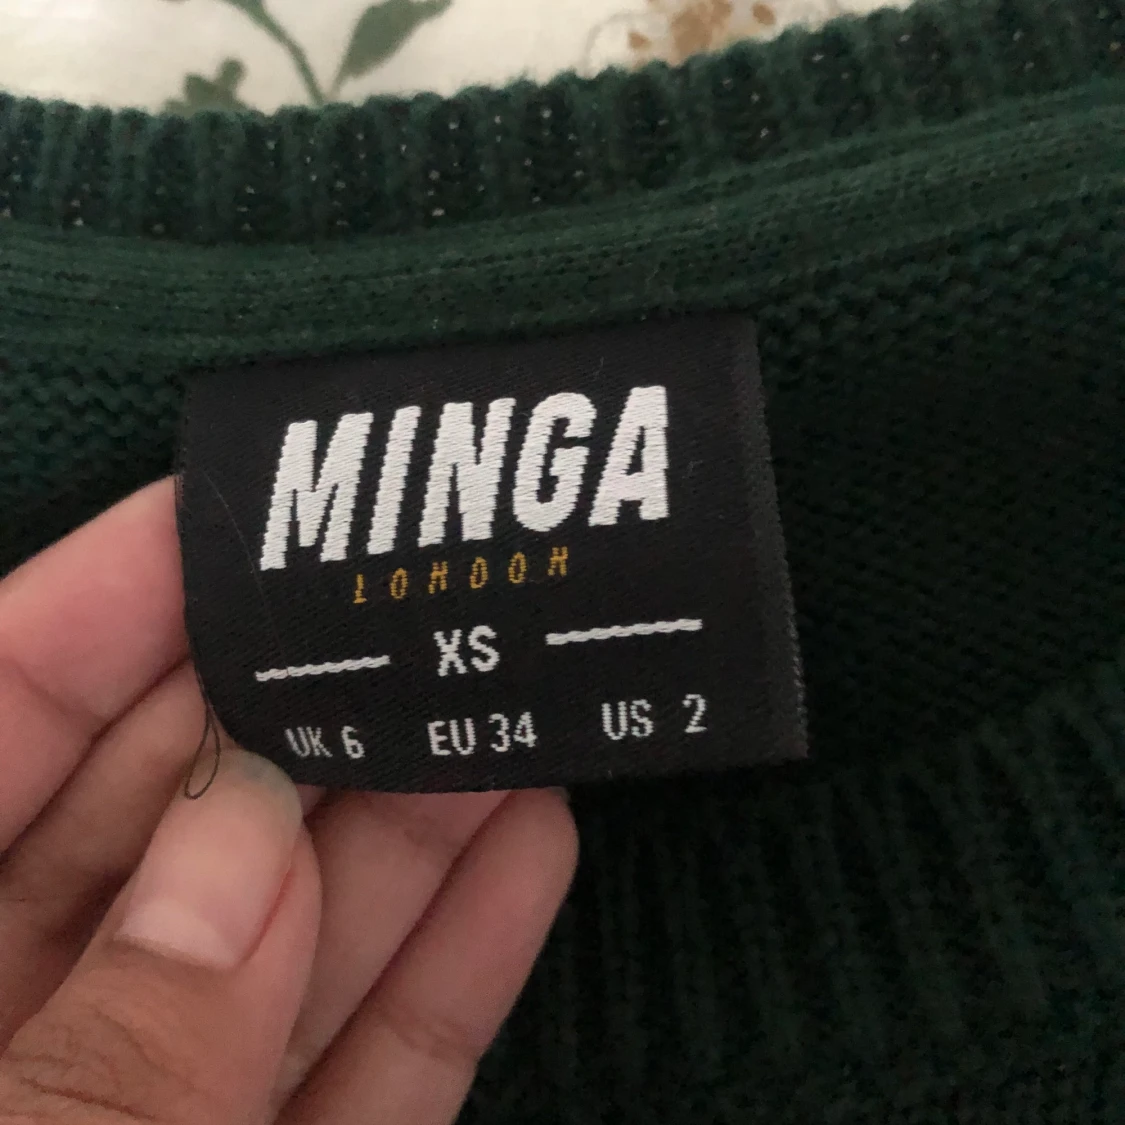 MINGA
LONDON
XS
UK 6 EU 34 US 2